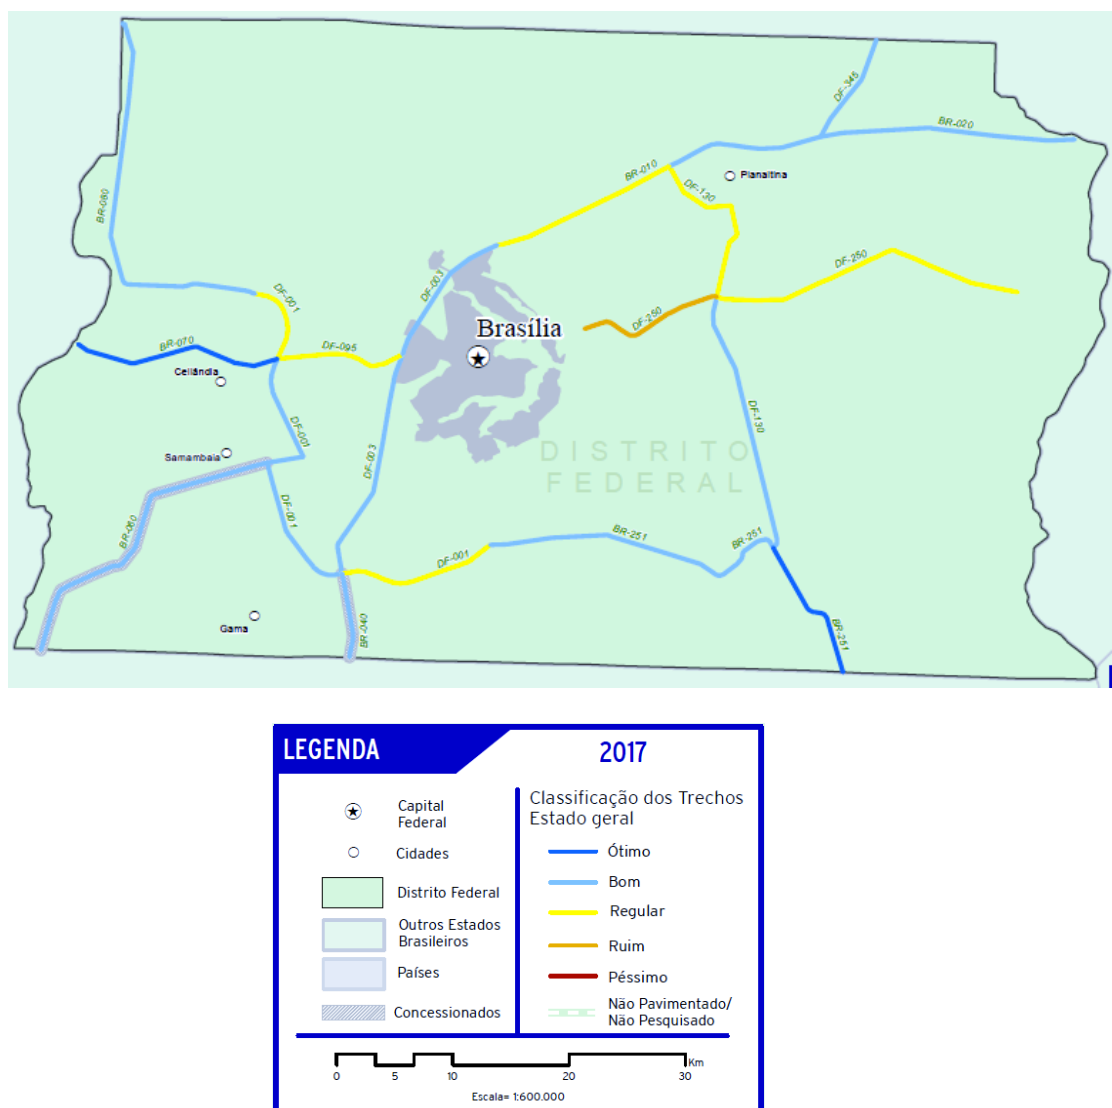 DF-345
BR-020
BR-010
Planaltina
DF-130
BR-080
DF-250
DF-003
DF-001
DF-250
Brasília
BR-070
DF-095
Ceilândia
DF-130
DF-001
DISTRITO
FEDERAL
Samambaia
DF-003
DF-001
BR-060
BR-251
BR-251
DF-001
Gama
BR-040
BR-251
LEGENDA
2017
Capital
Federal
Cidades
Distrito Federal
Outros Estados
Brasileiros
Países
Concessionados
Classificação dos Trechos
Estado geral
Ótimo
Bom
Regular
Ruim
Péssimo
Não Pavimentado/
Não Pesquisado
Km
0 5 10 20 30
Escala= 1:600.000